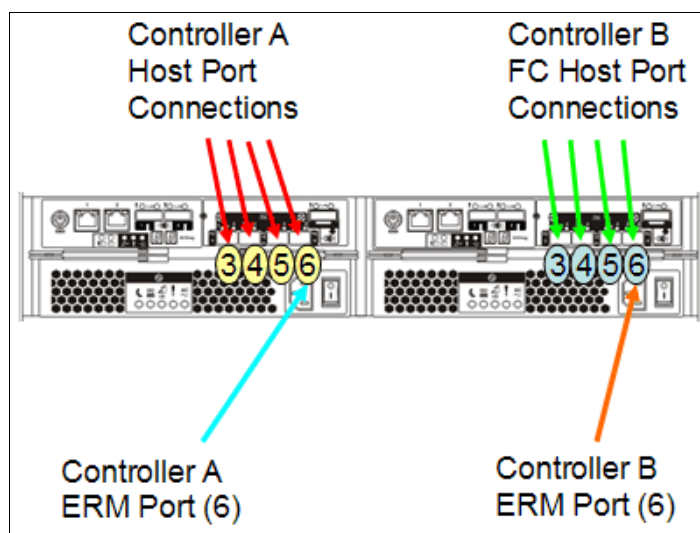 Controller A
Host Port
Connections
Controller B
FC Host Port
Connections
3 4 5 6
3 4 5 6
Controller A
ERM Port (6)
Controller B
ERM Port (6)